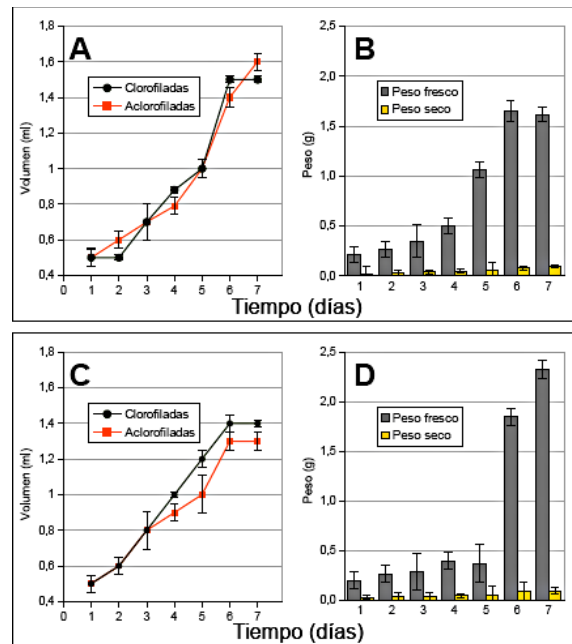 A
Clorofiladas
Aclorofiladas
Volumen (ml)
1,8
1,6
1,4
1,2
1
0,8
0,6
0,4
0 1 2 3 4 5 6 7
B
Peso fresco
Peso seco
Peso (g)
2,5
2,0
1,5
1,0
0,5
0,0
1 2 3 4 5 6 7
Tiempo (días)
C
Clorofiladas
Aclorofiladas
Volumen (ml)
1,8
1,6
1,4
1,2
1
0,8
0,6
0,4
0 1 2 3 4 5 6 7
D
Peso fresco
Peso seco
Peso (g)
2,5
2,0
1,5
1,0
0,5
0,0
1 2 3 4 5 6 7
Tiempo (días)